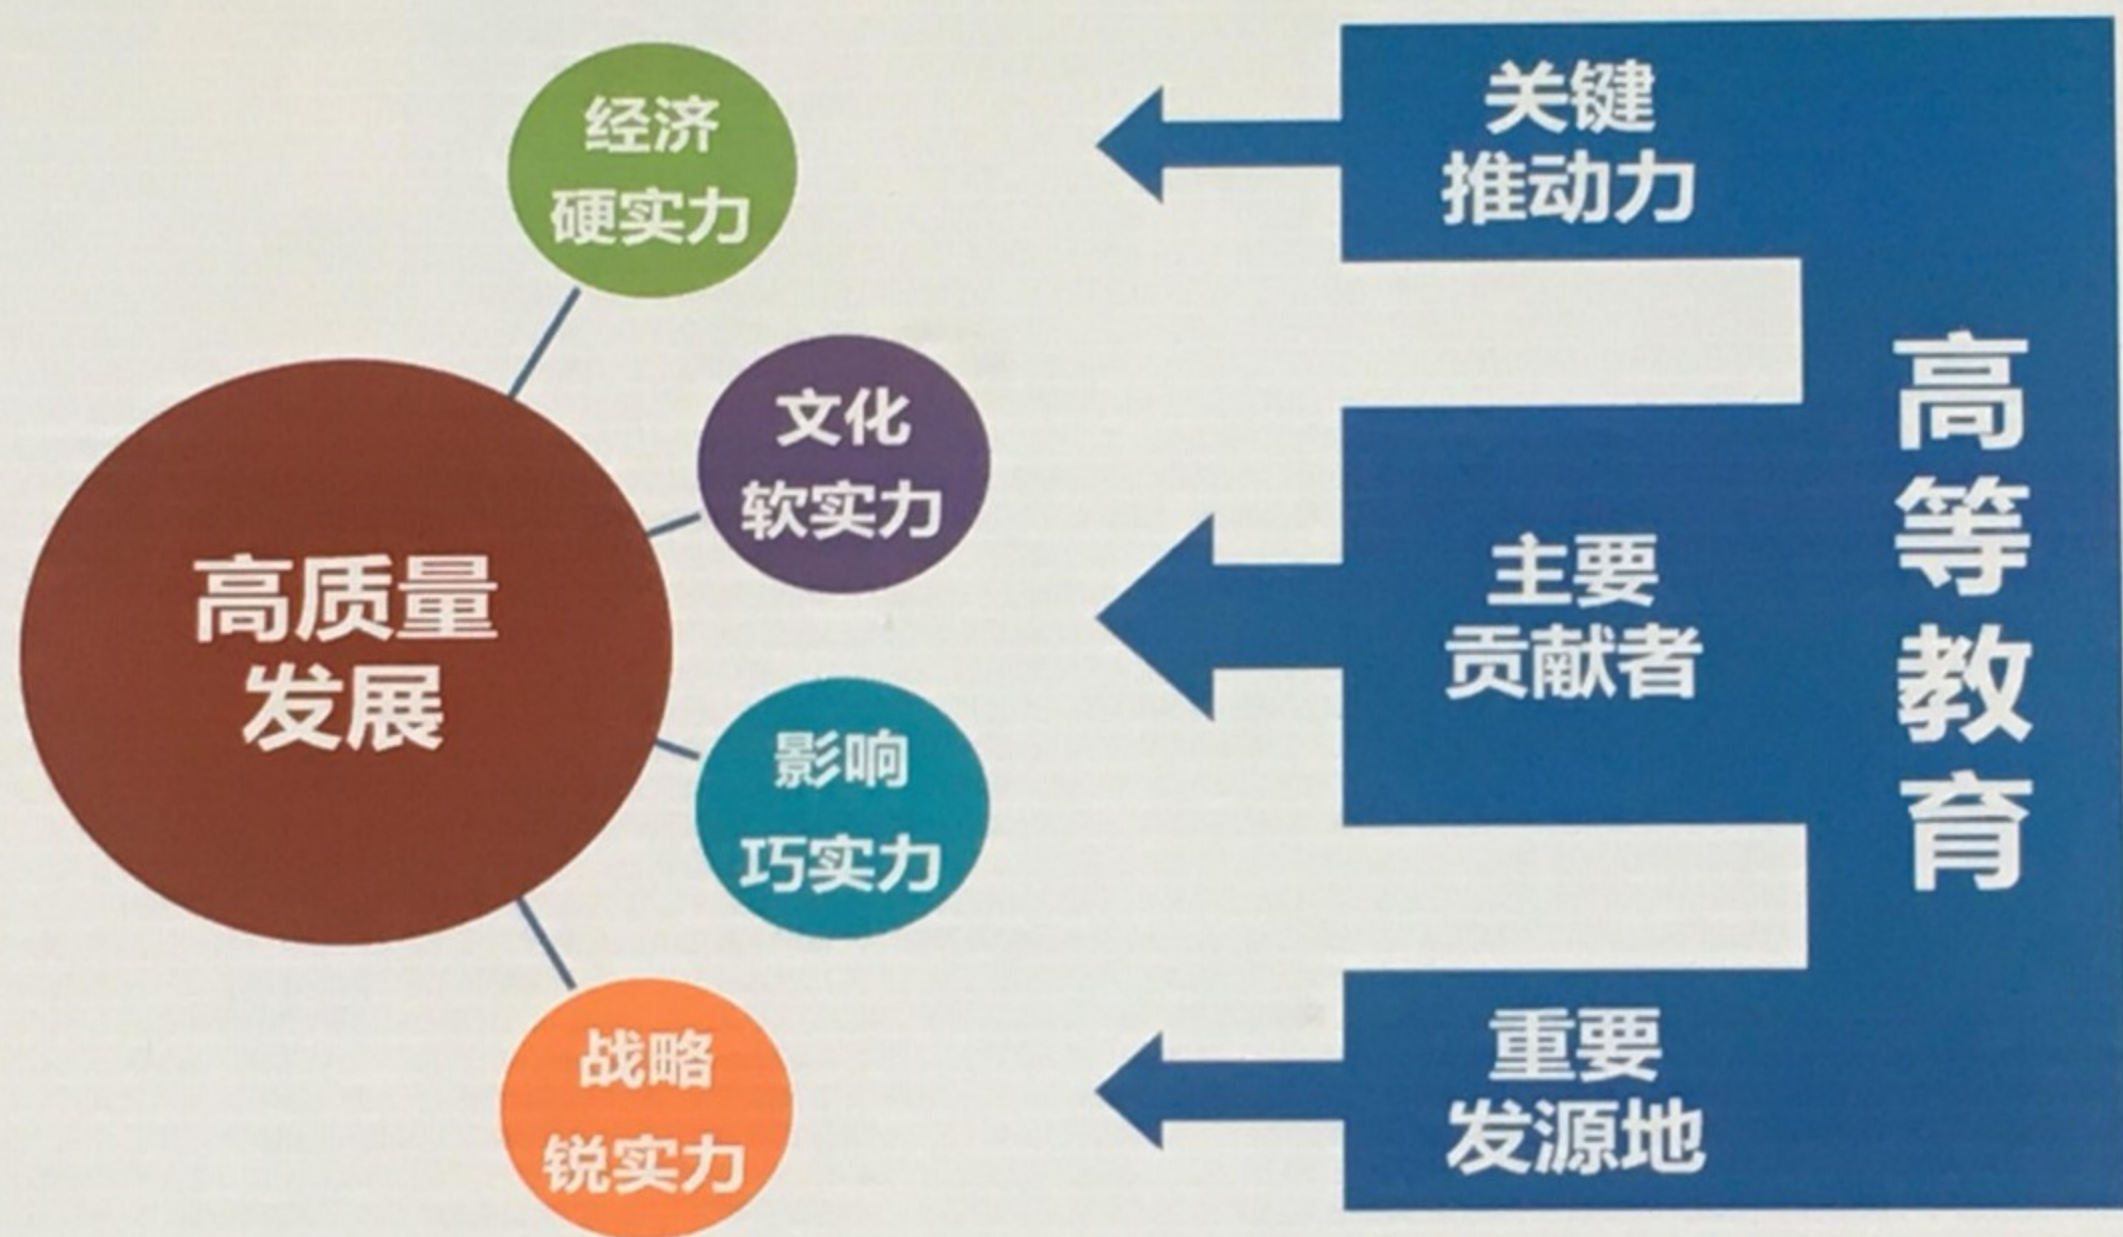 经济
硬实力
文化
软实力
高质量
发展
影响
巧实力
战略
锐实力
关键
推动力
主要
贡献者
重要
发源地
高等教育